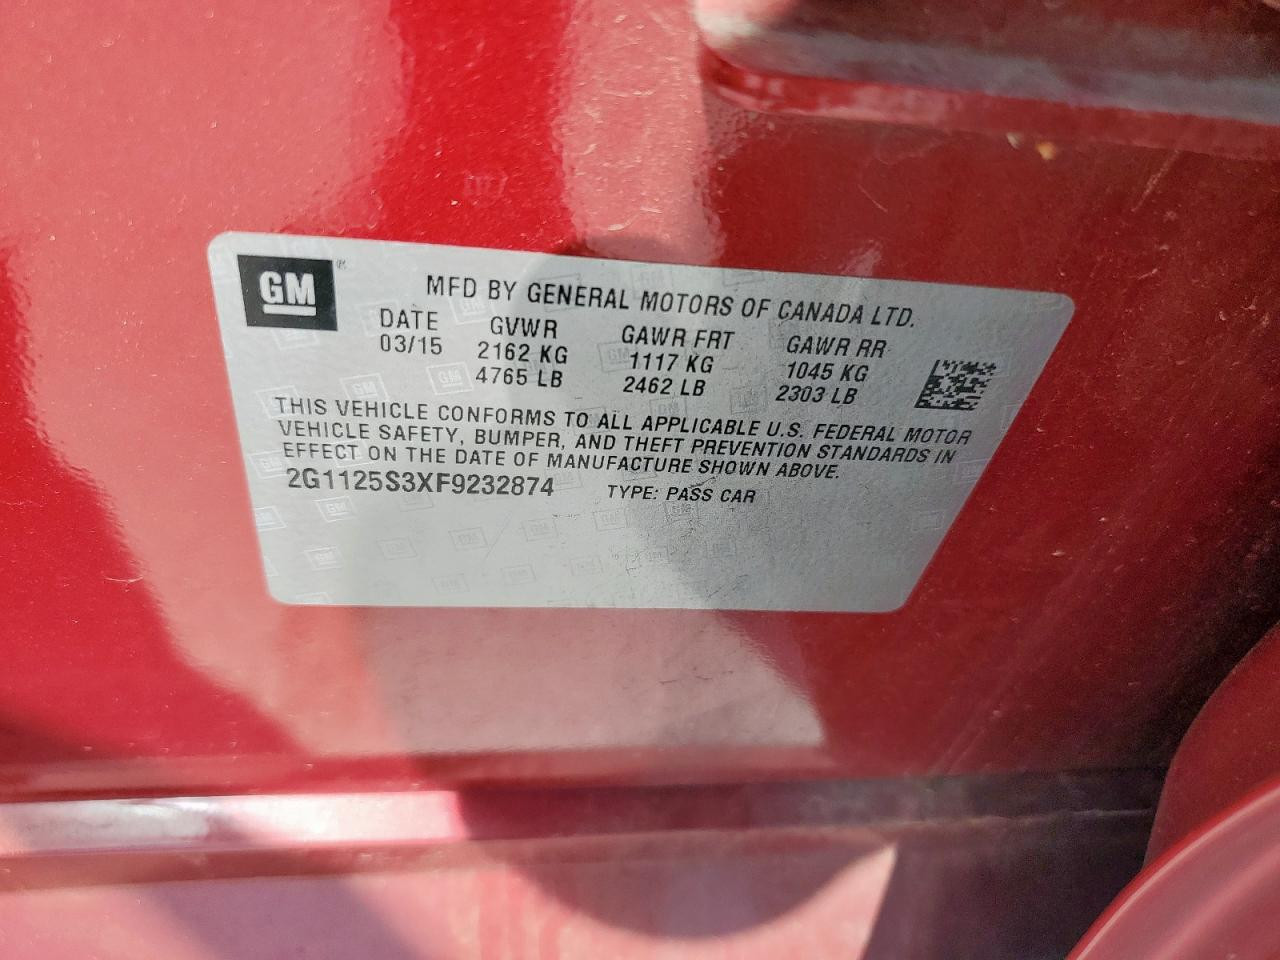 GM®
MFD BY GENERAL MOTORS OF CANADA LTD.
DATE GVWR GAWR FRT GAWR RR
03/15 2162 KG 1117 KG 1045 KG
4765 LB 2462 LB 2303 LB
THIS VEHICLE CONFORMS TO ALL APPLICABLE U.S. FEDERAL MOTOR
VEHICLE SAFETY, BUMPER, AND THEFT PREVENTION STANDARDS IN
EFFECT ON THE DATE OF MANUFACTURE SHOWN ABOVE.
2G1125S3XF9232874 TYPE: PASS CAR